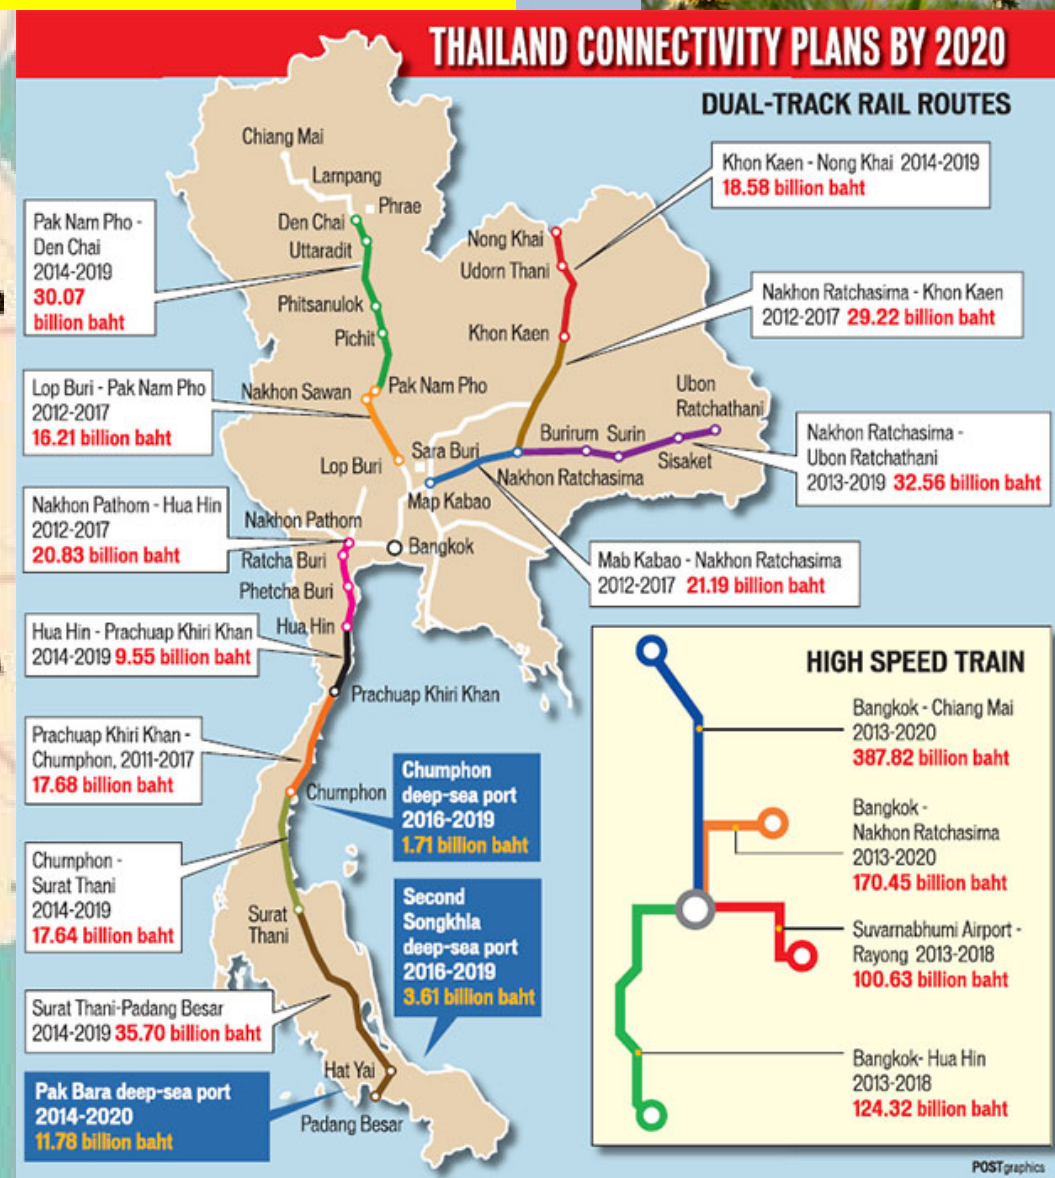 THAILAND CONNECTIVITY PLANS BY 2020
DUAL-TRACK RAIL ROUTES
Chiang Mai
Lampang
Phrae
Den Chai
Uttaradit
Phitsanulok
Pichit
Nakhon Sawan
Pak Nam Pho
Lop Buri
Sara Buri
Map Kabao
Nakhon Pathom
Bangkok
Ratcha Buri
Phetcha Buri
Hua Hin
Prachuap Khiri Khan
Chumphon
Surat
Thani
Hat Yai
Padang Besar
Nong Khai
Udorn Thani
Khon Kaen
Ubon
Ratchathani
Burirum
Surin
Sisaket
Nakhon Ratchasima
Pak Nam Pho -
Den Chai
2014-2019
30.07
billion baht
Lop Buri - Pak Nam Pho
2012-2017
16.21 billion baht
Nakhon Pathom - Hua Hin
2012-2017
20.83 billion baht
Hua Hin - Prachuap Khiri Khan
2014-2019 9.55 billion baht
Prachuap Khiri Khan -
Chumphon, 2011-2017
17.68 billion baht
Chumphon -
Surat Thani
2014-2019
17.64 billion baht
Surat Thani-Padang Besar
2014-2019 35.70 billion baht
Pak Bara deep-sea port
2014-2020
11.78 billion baht
Chumphon
deep-sea port
2016-2019
1.71 billion baht
Second
Songkhla
deep-sea port
2016-2019
3.61 billion baht
Khon Kaen - Nong Khai 2014-2019
18.58 billion baht
Nakhon Ratchasima - Khon Kaen
2012-2017 29.22 billion baht
Nakhon Ratchasima -
Ubon Ratchathani
2013-2019 32.56 billion baht
Mab Kabao - Nakhon Ratchasima
2012-2017 21.19 billion baht
HIGH SPEED TRAIN
Bangkok - Chiang Mai
2013-2020
387.82 billion baht
Bangkok -
Nakhon Ratchasima
2013-2020
170.45 billion baht
Suvarnabhumi Airport -
Rayong 2013-2018
100.63 billion baht
Bangkok- Hua Hin
2013-2018
124.32 billion baht
POSTgraphics